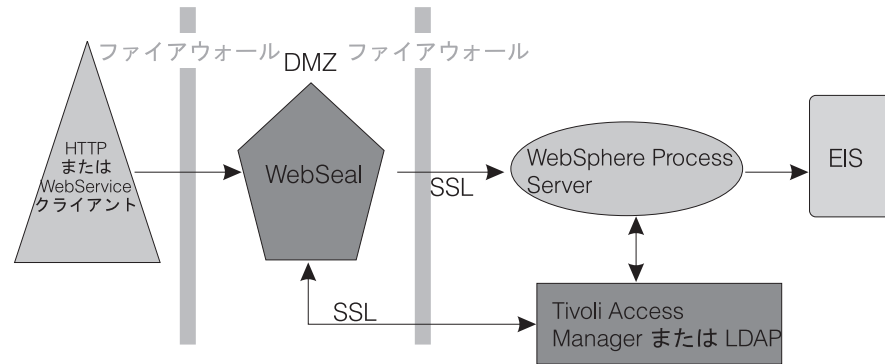 ファイアウォール
ファイアウォール
DMZ
HTTP
または
WebService
クライアント
WebSeal
SSL
WebSphere Process
Server
EIS
SSL
Tivoli Access
Manager または LDAP